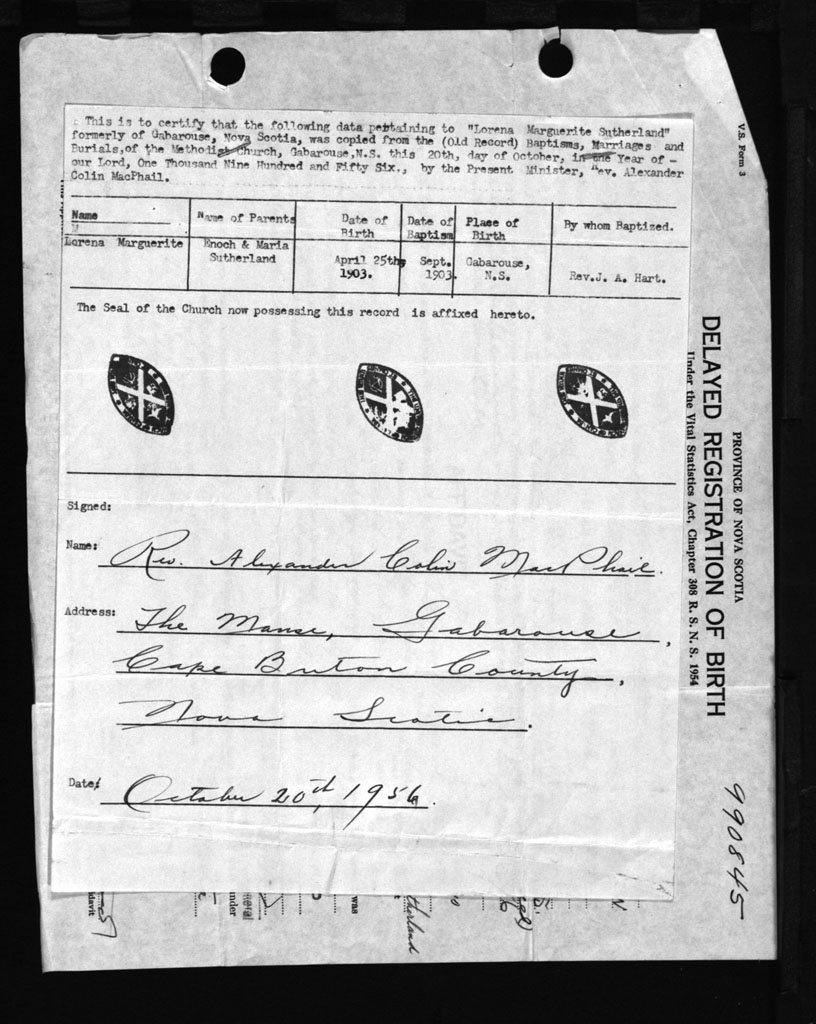 : This is to certify that the following data pertaining to "Lorena Marguerite Sutherland"
formerly of Gabarouse, Nova Scotia, was copied from the (Old Record) Baptisms, Marriages and
Burials,of the Methodist Church, Gabarouse,N.S. this 20th, day of October, in the Year of -
our Lord, One Thousand Nine Hundred and Fifty Six., by the Present Minister, Rev. Alexander
Colin MacPhail.
Name Name of Parents Date of Birth Date of Baptism Place of Birth By whom Baptized.
M
Lorena Marguerite Enoch & Maria Sutherland April 25th, 1903. Sept. 1903. Gabarouse, N.S. Rev.J. A. Hart.
The Seal of the Church now possessing this record is affixed hereto.
Signed:
Name: Rev. Alexander Colin MacPhail.
Address: The Manse, Gabarouse,
Cape Breton County,
Nova Scotia.
Date: October 20th, 1956.
V.S. Form 3
PROVINCE OF NOVA SCOTIA
DELAYED REGISTRATION OF BIRTH
Under the Vital Statistics Act, Chapter 308 R. S. N. S. 1954
990845
davit
under
was
therland
N.